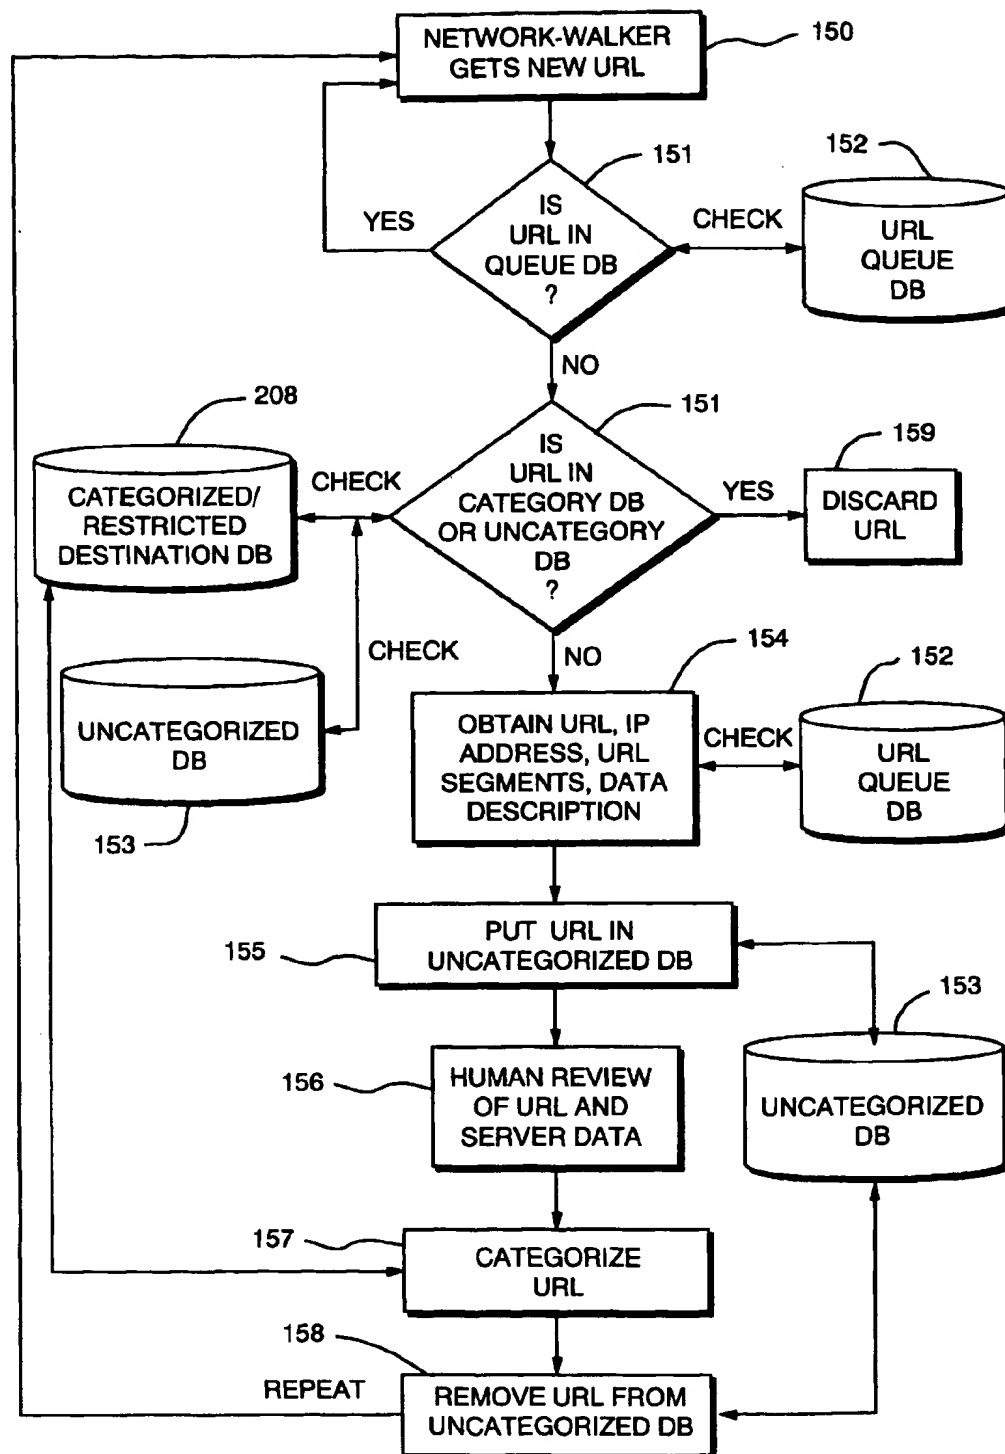 NETWORK-WALKER
GETS NEW URL
150
151
152
IS
URL IN
QUEUE DB
?
YES
CHECK
URL
QUEUE
DB
NO
208
151
159
CATEGORIZED/
RESTRICTED
DESTINATION DB
CHECK
IS
URL IN
CATEGORY DB
OR UNCATEGORY
DB
?
YES
DISCARD
URL
CHECK
NO
154
152
UNCATEGORIZED
DB
153
OBTAIN URL, IP
ADDRESS, URL
SEGMENTS, DATA
DESCRIPTION
CHECK
URL
QUEUE
DB
155
PUT URL IN
UNCATEGORIZED DB
153
156
HUMAN REVIEW
OF URL AND
SERVER DATA
UNCATEGORIZED
DB
157
CATEGORIZE
URL
158
REPEAT
REMOVE URL FROM
UNCATEGORIZED DB